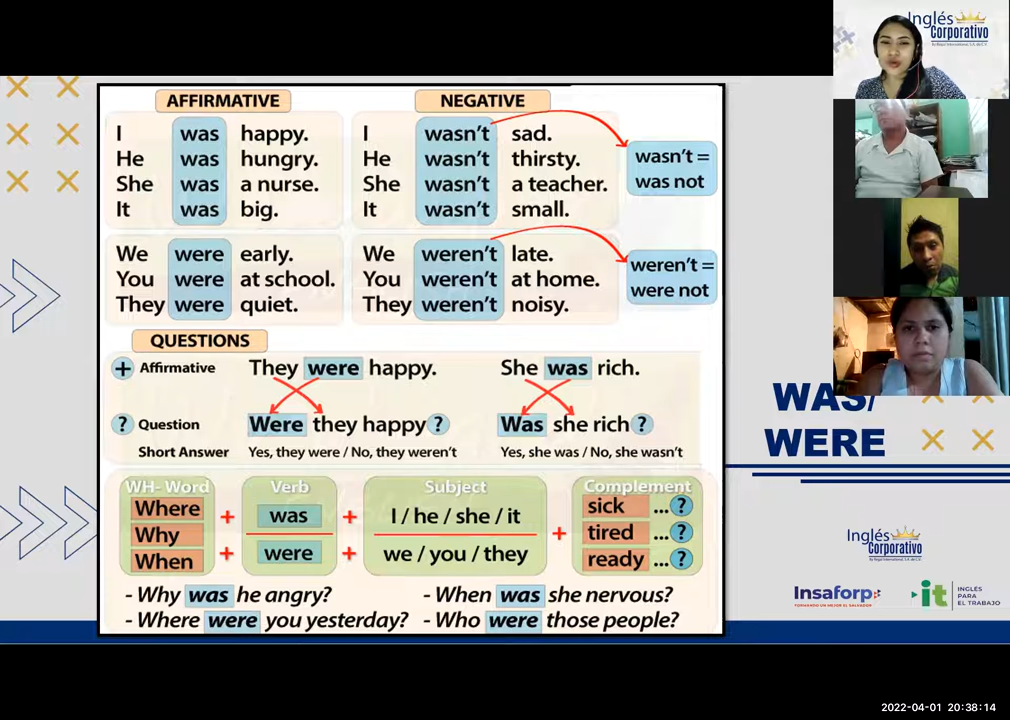 Inglés
Corporativo
By Regal International, S.A. de C.V.
AFFIRMATIVE
I was happy.
He was hungry.
She was a nurse.
It was big.
NEGATIVE
I wasn't sad.
He wasn't thirsty.
She wasn't a teacher.
It wasn't small.
wasn't =
was not
We were early.
You were at school.
They were quiet.
We weren't late.
You weren't at home.
They weren't noisy.
weren't =
were not
QUESTIONS
+ Affirmative They were happy. She was rich.
? Question Were they happy ? Was she rich ?
Short Answer Yes, they were / No, they weren't Yes, she was / No, she wasn't
WAS/
WERE
WH- Word Verb Subject Complement
Where
Why
When
+ was + I / he / she / it
+ were + we / you / they
+
sick ...?
tired ...?
ready ...?
- Why was he angry? - When was she nervous?
- Where were you yesterday? - Who were those people?
Inglés
Corporativo
Insaforp
it INGLÉS
PARA
EL TRABAJO
2022-04-01 20:38:14